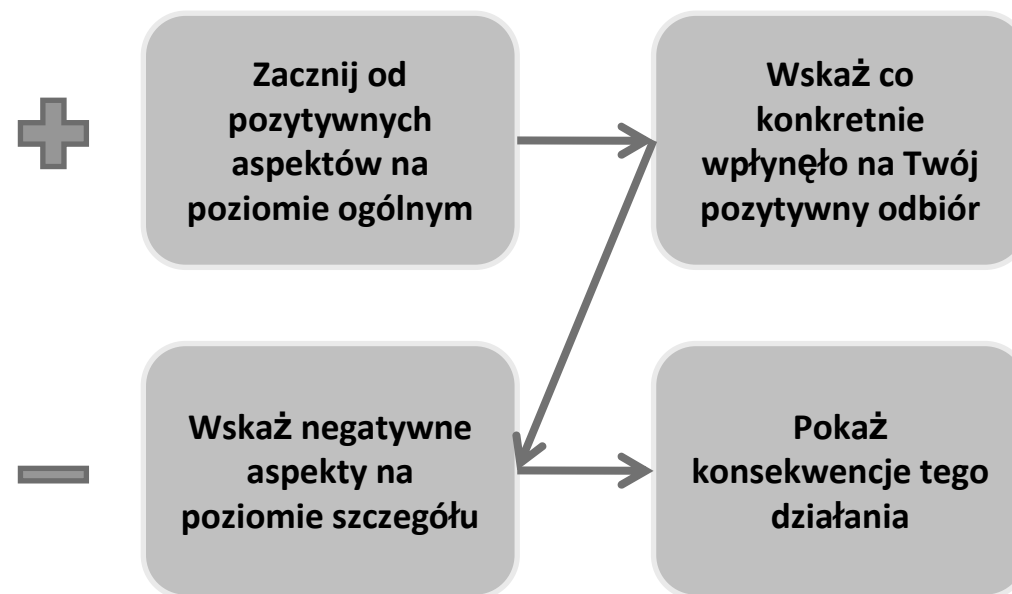 Zacznij od
pozytywnych
aspektów na
poziomie ogólnym
Wskaż co
konkretnie
wpłynęło na Twój
pozytywny odbiór
Wskaż negatywne
aspekty na
poziomie szczegółu
Pokaż
konsekwencje tego
działania